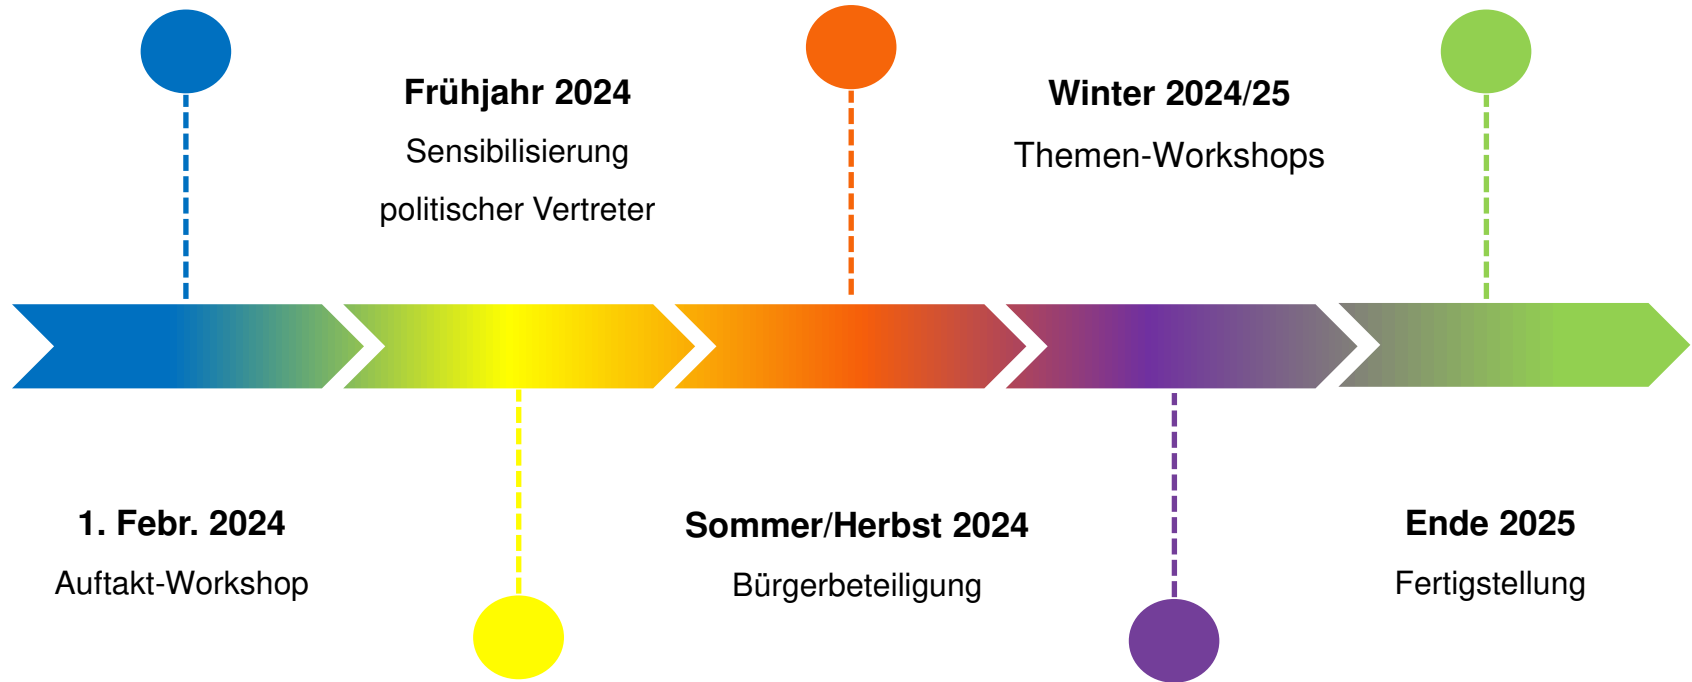 Frühjahr 2024
Sensibilisierung
politischer Vertreter
Winter 2024/25
Themen-Workshops
1. Febr. 2024
Auftakt-Workshop
Sommer/Herbst 2024
Bürgerbeteiligung
Ende 2025
Fertigstellung